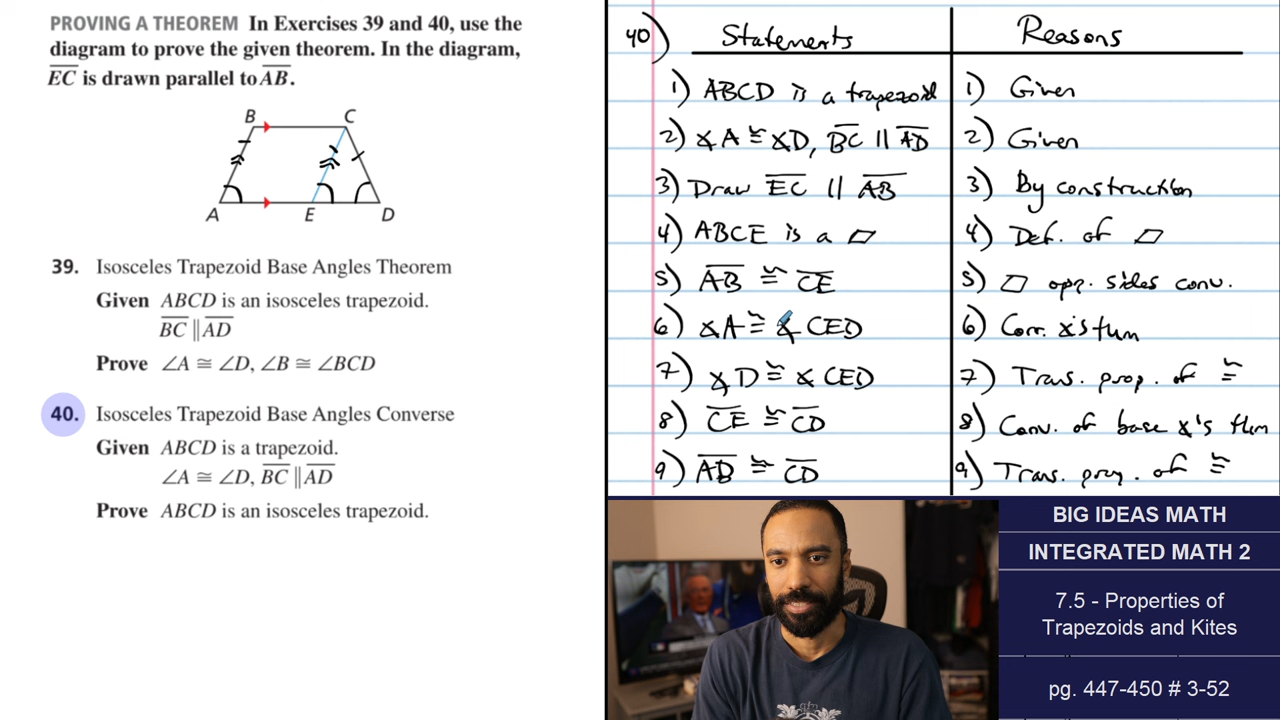 PROVING A THEOREM In Exercises 39 and 40, use the
diagram to prove the given theorem. In the diagram,
EC is drawn parallel to AB.
B C
A E D
39. Isosceles Trapezoid Base Angles Theorem
Given ABCD is an isosceles trapezoid.
BC ∥ AD
Prove ∠A ≅ ∠D, ∠B ≅ ∠BCD
40. Isosceles Trapezoid Base Angles Converse
Given ABCD is a trapezoid.
∠A ≅ ∠D, BC ∥ AD
Prove ABCD is an isosceles trapezoid.
40) Statements Reasons
1) ABCD is a trapezoid 1) Given
2) ∡A ≅ ∡D, BC ∥ AD 2) Given
3) Draw EC ∥ AB 3) By construction
4) ABCE is a ▱ 4) Def. of ▱
5) AB ≅ CE 5) ▱ opp. sides conv.
6) ∡A ≅ ∡CED 6) Corr. ∡'s thm
7) ∡D ≅ ∡CED 7) Trans. prop. of ≅
8) CE ≅ CD 8) Conv. of base ∡'s thm
9) AB ≅ CD 9) Trans. prop. of ≅
BIG IDEAS MATH
INTEGRATED MATH 2
7.5 - Properties of
Trapezoids and Kites
pg. 447-450 # 3-52